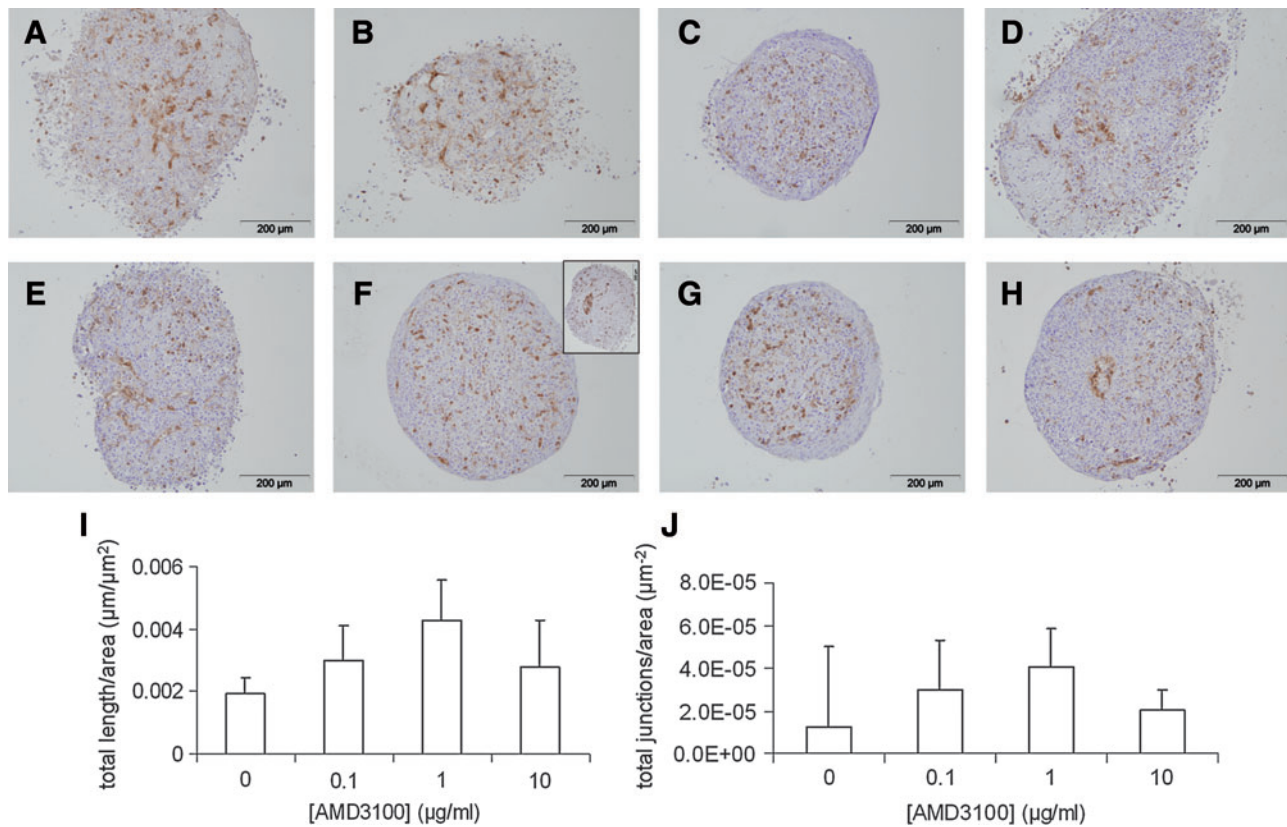 A B C D
200 µm 200 µm 200 µm 200 µm
E F G H
200 µm 200 µm 200 µm 200 µm
I
total length/area (µm/µm²)
0.006
0.004
0.002
0
0 0.1 1 10
[AMD3100] (µg/ml)
J
total junctions/area (µm⁻²)
8.0E-05
6.0E-05
4.0E-05
2.0E-05
0.0E+00
0 0.1 1 10
[AMD3100] (µg/ml)